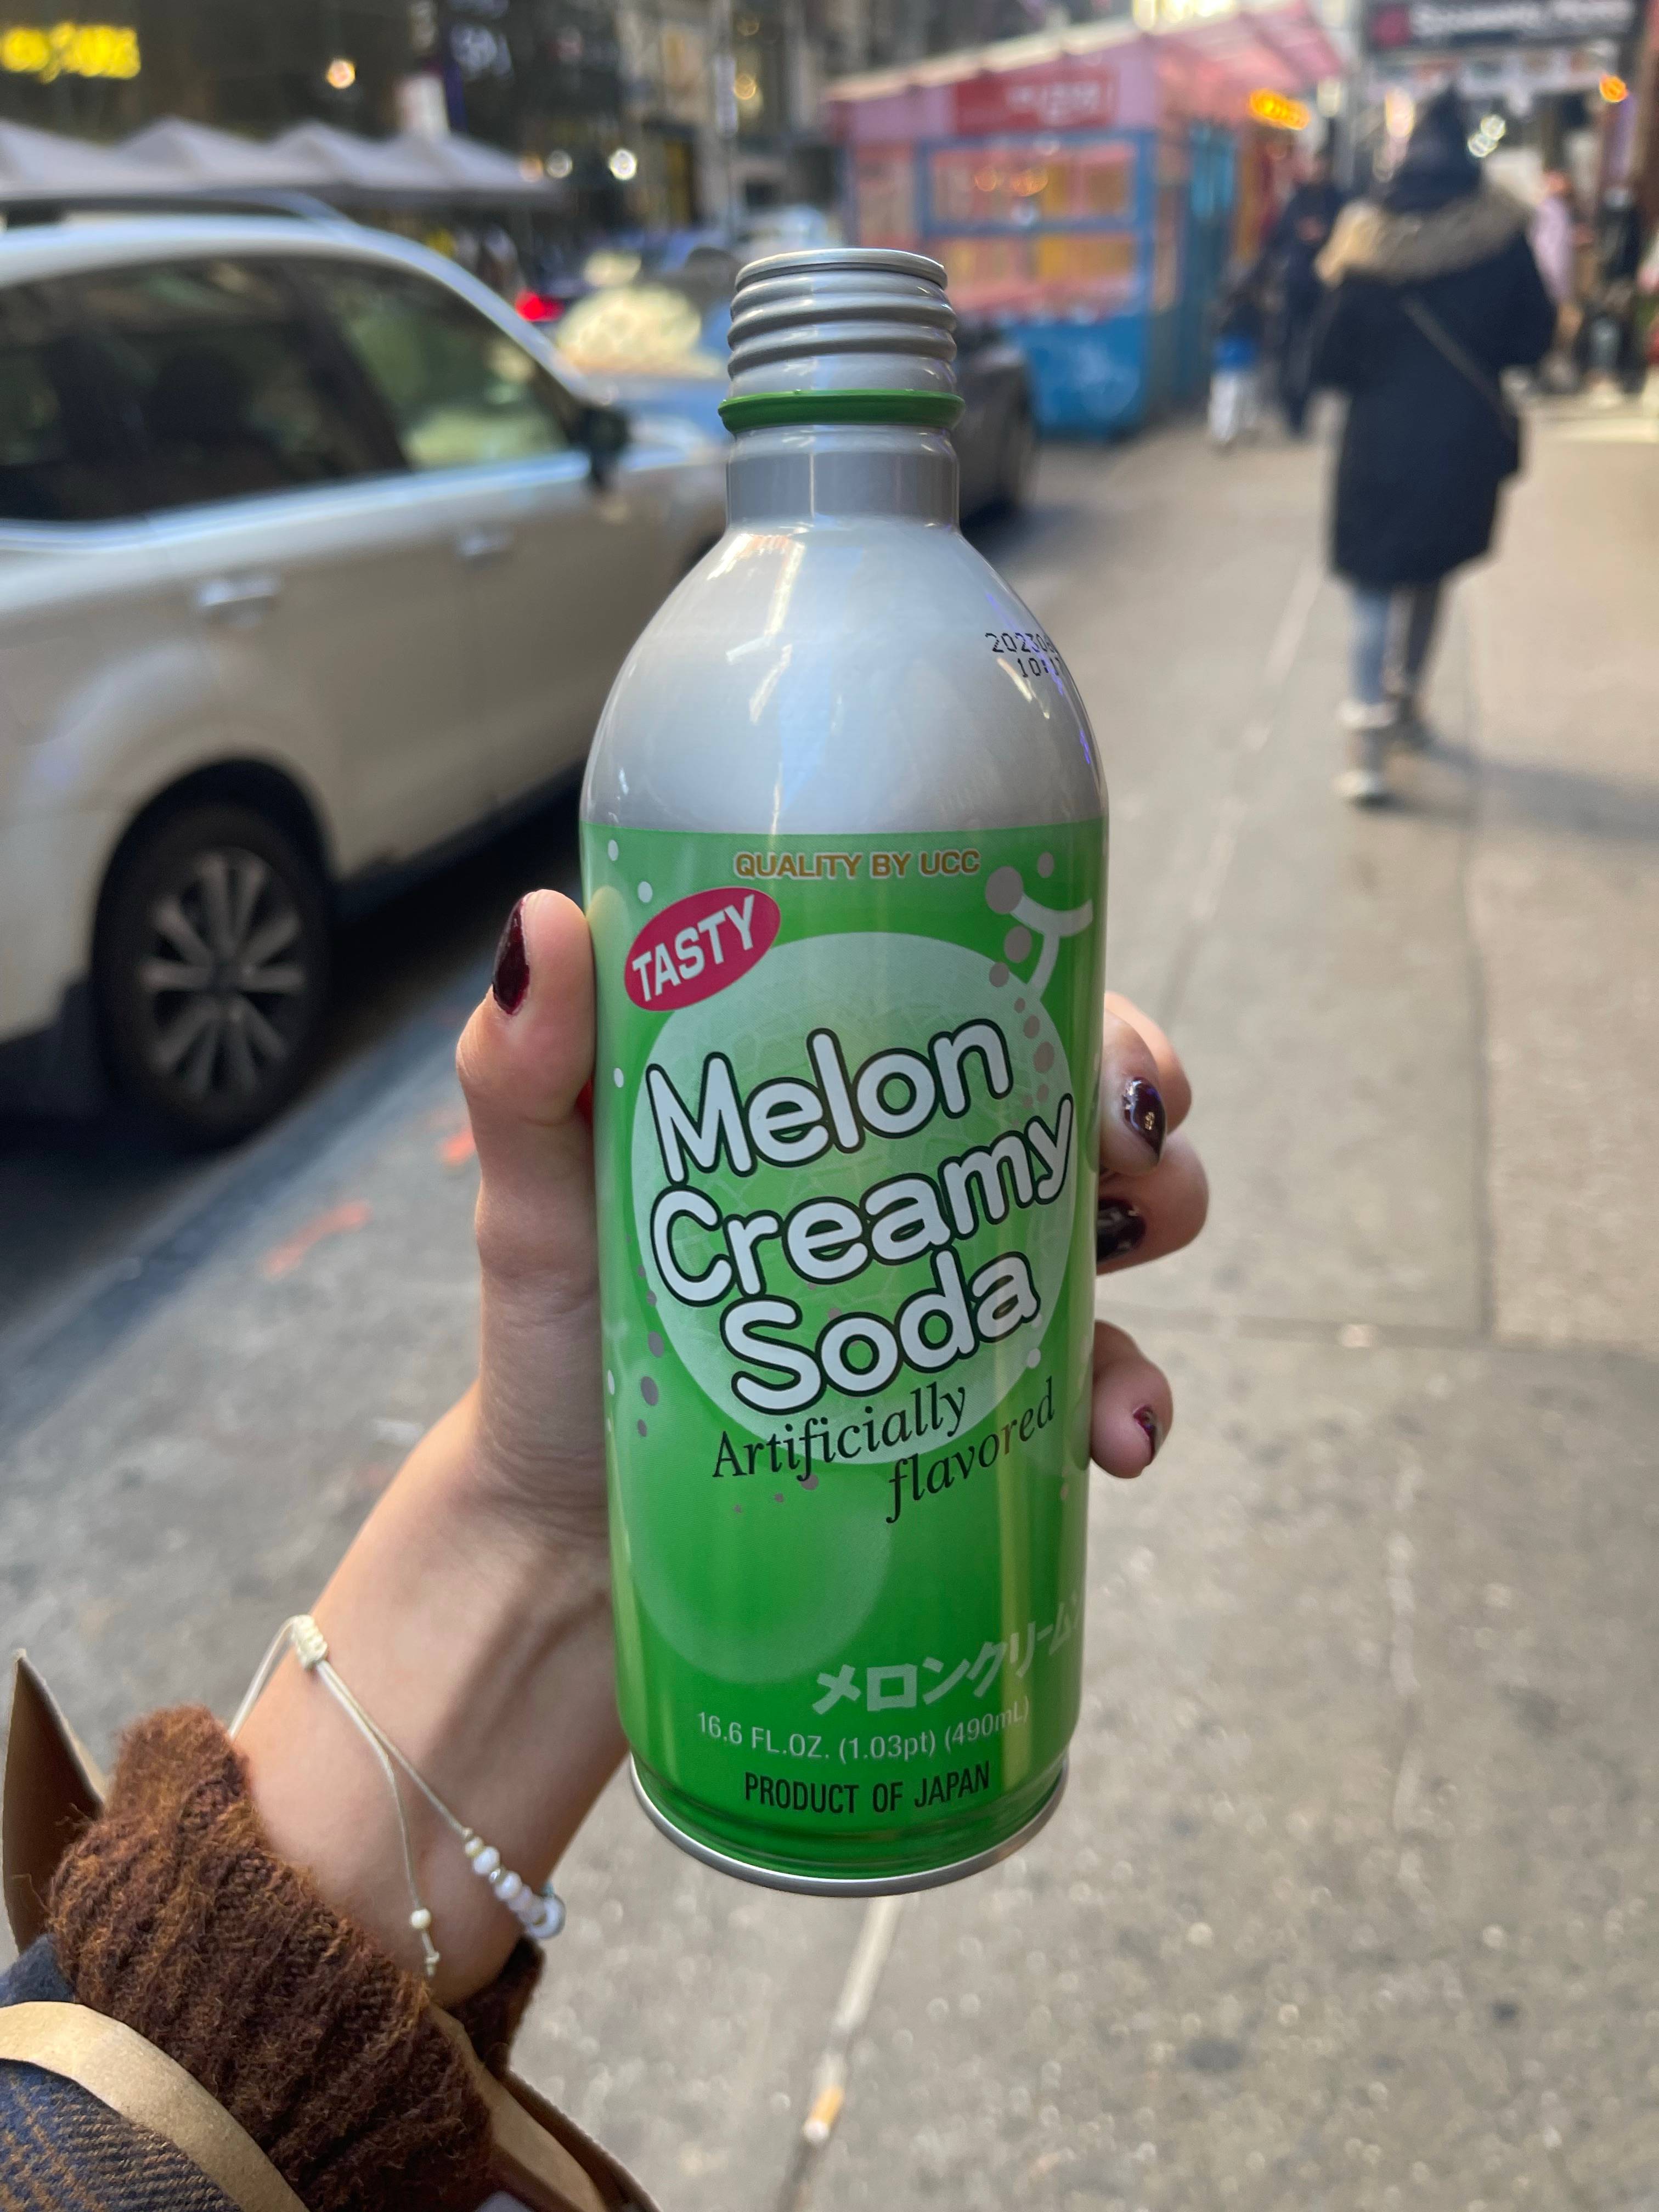 QUALITY BY UCC
TASTY
Melon
Creamy
Soda
Artificially
flavored
メロンクリーム
16.6 FL.OZ. (1.03pt) (490mL)
PRODUCT OF JAPAN